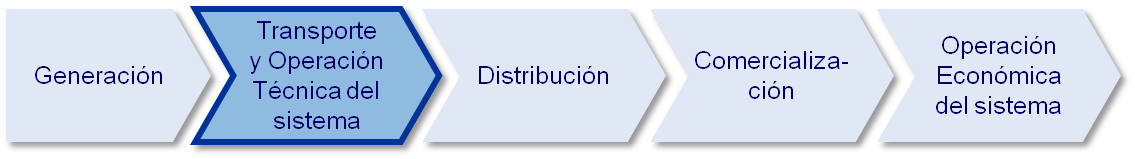 Generación
Transporte
y Operación
Técnica del
sistema
Distribución
Comercializa-
ción
Operación
Económica
del sistema